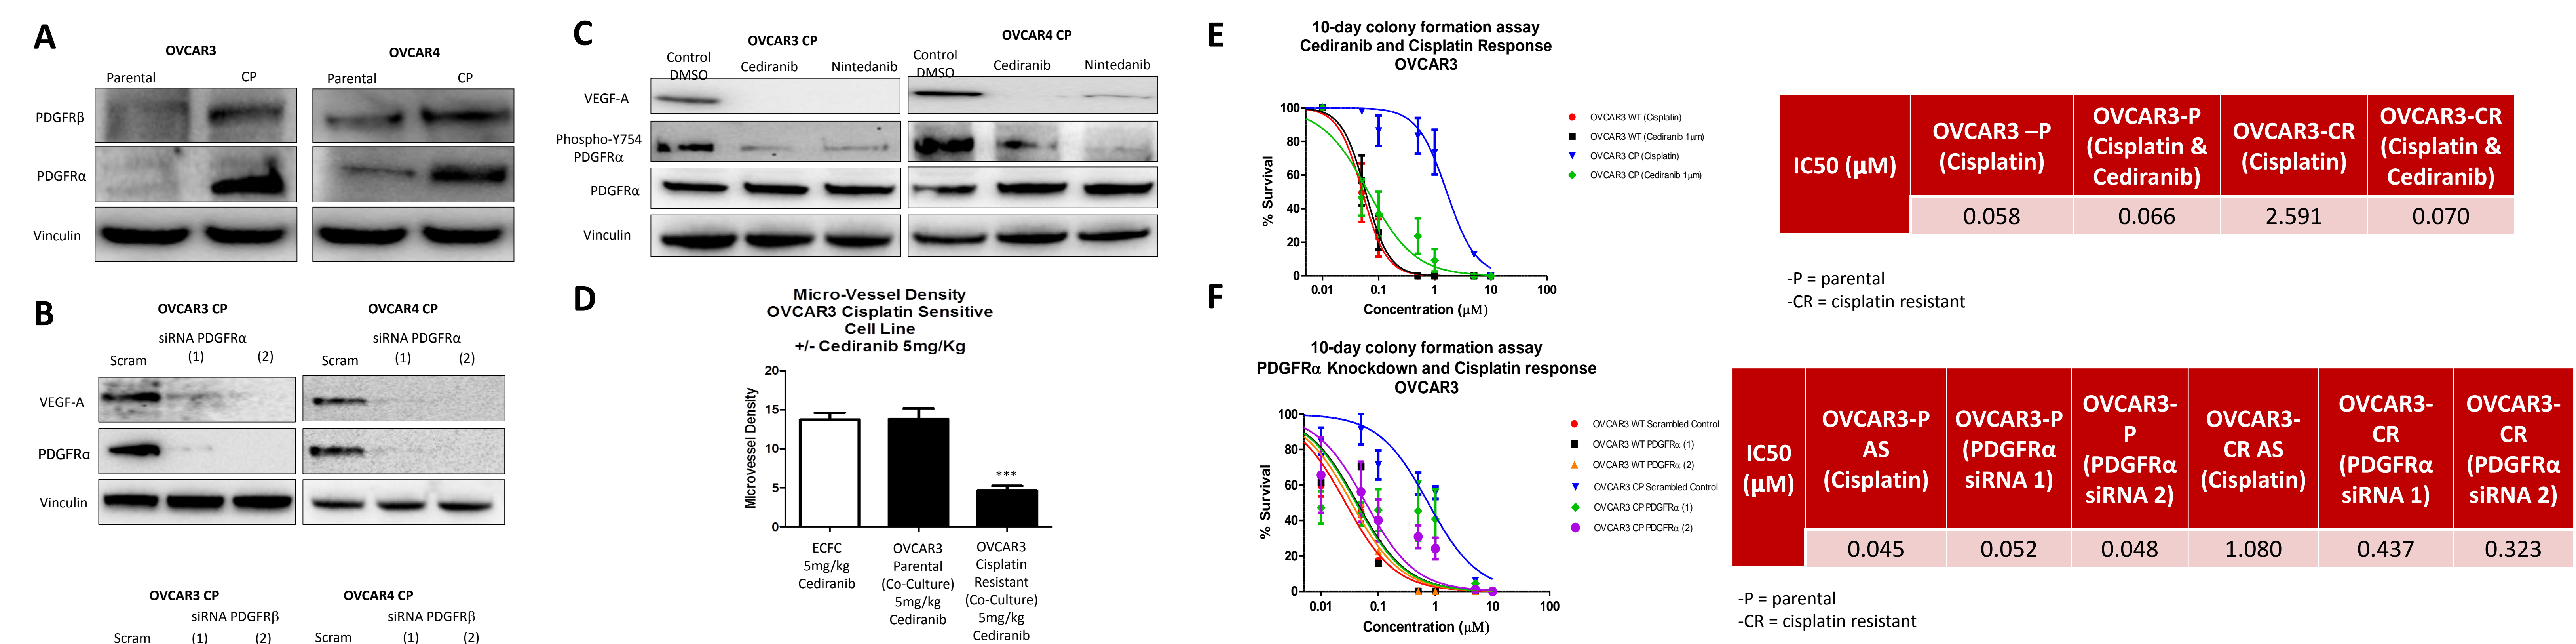 A
OVCAR3
OVCAR4
Parental
CP
Parental
CP
PDGFRβ
PDGFRα
Vinculin
B
OVCAR3 CP
OVCAR4 CP
siRNA PDGFRα
siRNA PDGFRα
Scram
(1)
(2)
Scram
(1)
(2)
VEGF-A
PDGFRα
Vinculin
OVCAR3 CP
OVCAR4 CP
siRNA PDGFRβ
siRNA PDGFRβ
Scram
(1)
(2)
Scram
(1)
(2)
C
OVCAR3 CP
OVCAR4 CP
Control
DMSO
Cediranib
Nintedanib
Control
DMSO
Cediranib
Nintedanib
VEGF-A
Phospho-Y754
PDGFRα
PDGFRα
Vinculin
D
Micro-Vessel Density
OVCAR3 Cisplatin Sensitive
Cell Line
+/- Cediranib 5mg/Kg
Microvessel Density
20
15
10
5
0
***
ECFC
5mg/kg
Cediranib
OVCAR3
Parental
(Co-Culture)
5mg/kg
Cediranib
OVCAR3
Cisplatin
Resistant
(Co-Culture)
5mg/kg
Cediranib
E
10-day colony formation assay
Cediranib and Cisplatin Response
OVCAR3
% Survival
100
80
60
40
20
0
0.01
0.1
1
10
100
Concentration (μM)
OVCAR3 WT (Cisplatin)
OVCAR3 WT (Cediranib 1μm)
OVCAR3 CP (Cisplatin)
OVCAR3 CP (Cediranib 1μm)
IC50 (μM)
OVCAR3 –P
(Cisplatin)
OVCAR3-P
(Cisplatin &
Cediranib)
OVCAR3-CR
(Cisplatin)
OVCAR3-CR
(Cisplatin &
Cediranib)
0.058
0.066
2.591
0.070
-P = parental
-CR = cisplatin resistant
F
10-day colony formation assay
PDGFRα Knockdown and Cisplatin response
OVCAR3
% Survival
100
80
60
40
20
0
0.01
0.1
1
10
100
Concentration (μM)
OVCAR3 WT Scrambled Control
OVCAR3 WT PDGFRα (1)
OVCAR3 WT PDGFRα (2)
OVCAR3 CP Scrambled Control
OVCAR3 CP PDGFRα (1)
OVCAR3 CP PDGFRα (2)
IC50
(μM)
OVCAR3-P
AS
(Cisplatin)
OVCAR3-P
(PDGFRα
siRNA 1)
OVCAR3-
P
(PDGFRα
siRNA 2)
OVCAR3-
CR AS
(Cisplatin)
OVCAR3-
CR
(PDGFRα
siRNA 1)
OVCAR3-
CR
(PDGFRα
siRNA 2)
0.045
0.052
0.048
1.080
0.437
0.323
-P = parental
-CR = cisplatin resistant